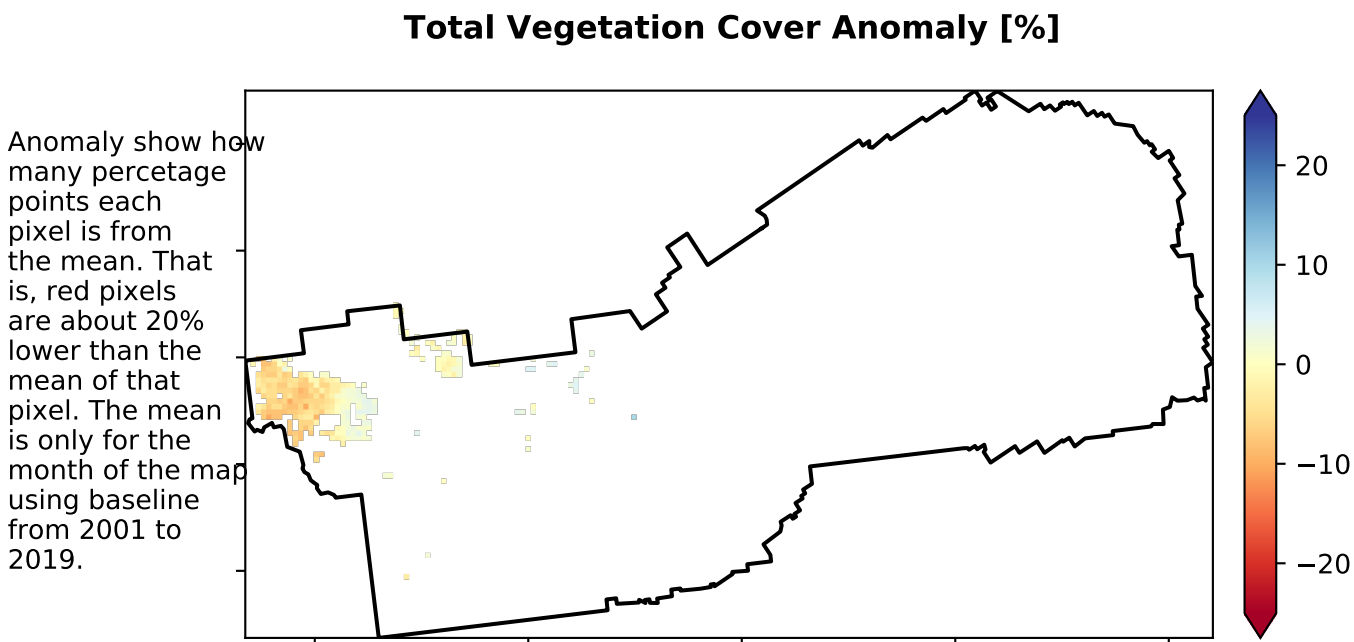 Total Vegetation Cover Anomaly [%]
Anomaly show how
many percetage
points each
pixel is from
the mean. That
is, red pixels
are about 20%
lower than the
mean of that
pixel. The mean
is only for the
month of the map
using baseline
from 2001 to
2019.
20
10
0
−10
−20